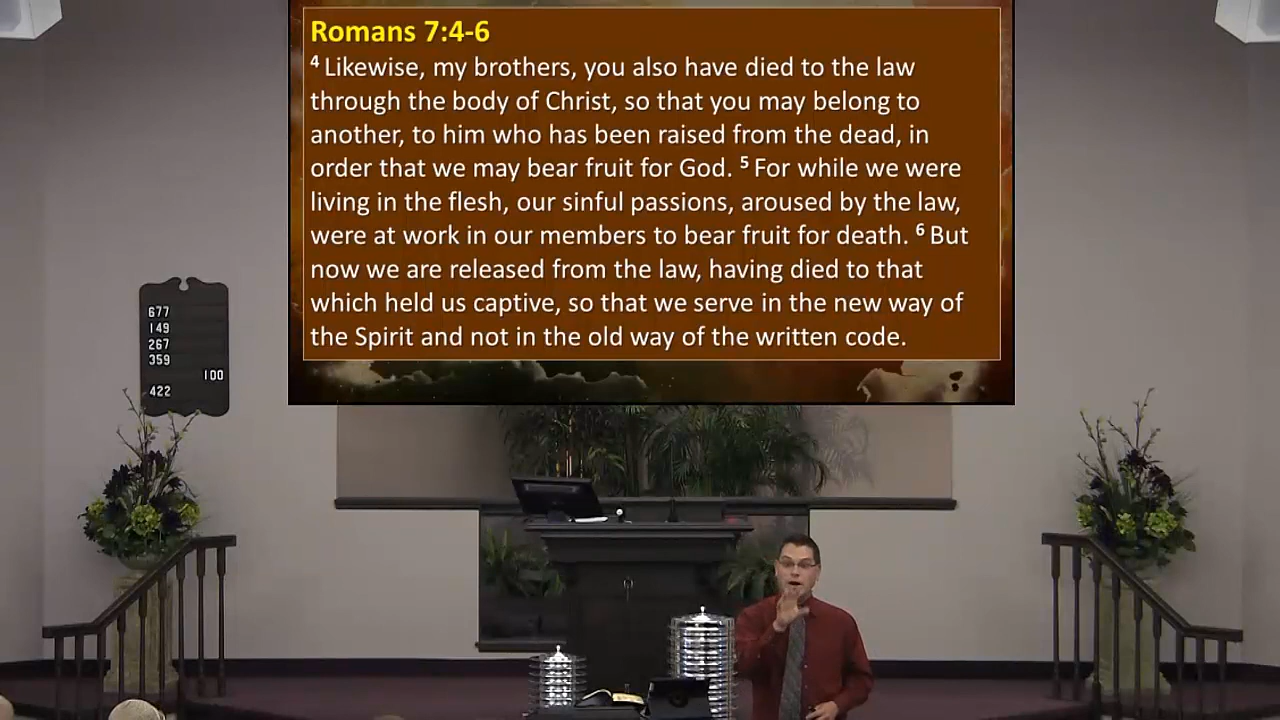 Romans 7:4-6
4 Likewise, my brothers, you also have died to the law
through the body of Christ, so that you may belong to
another, to him who has been raised from the dead, in
order that we may bear fruit for God. 5 For while we were
living in the flesh, our sinful passions, aroused by the law,
were at work in our members to bear fruit for death. 6 But
now we are released from the law, having died to that
which held us captive, so that we serve in the new way of
the Spirit and not in the old way of the written code.
677
149
267
359
100
422